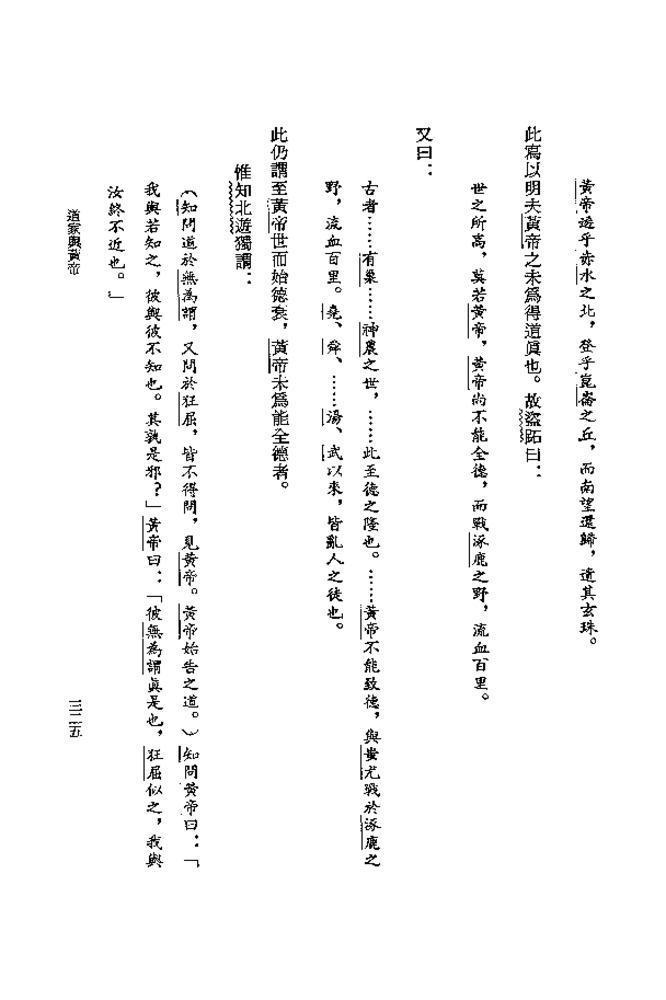 黃帝遊乎赤水之北，登乎崑崙之丘，而南望還歸，遺其玄珠。
此寓以明夫黃帝之未爲得道眞也。故盜跖曰：
世之所高，莫若黃帝，黃帝尚不能全德，而戰涿鹿之野，流血百里。
又曰：
古者……有巢……神農之世，……此至德之隆也。……黃帝不能致德，與蚩尤戰於涿鹿之
野，流血百里。堯、舜、……湯、武以來，皆亂人之徒也。
此仍謂至黃帝世而始德衰，黃帝未爲能全德者。
惟知北遊獨謂：
（知問道於無為謂，又問於狂屈，皆不得問，見黃帝。黃帝始告之道。）知問黃帝曰：「
我與若知之，彼與彼不知也。其孰是邪？」黃帝曰：「彼無為謂眞是也，狂屈似之，我與
汝終不近也。」
道家與黃帝
三二五